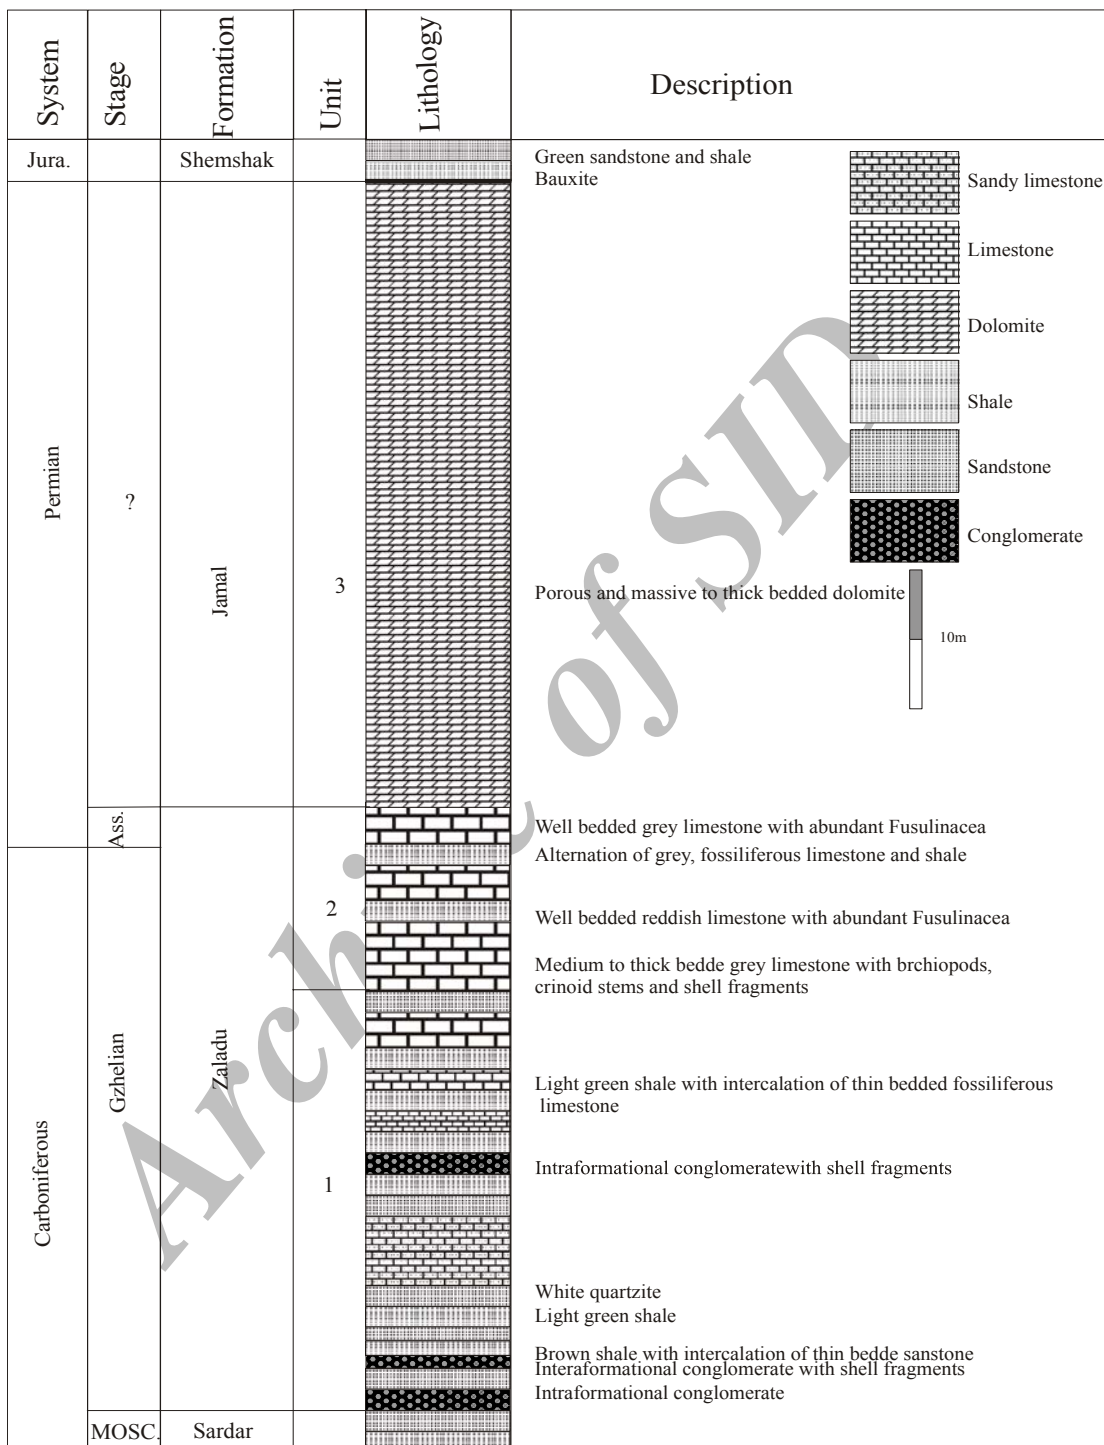 System
Stage
Formation
Unit
Lithology
Description
Jura.
Shemshak
Green sandstone and shale
Bauxite
Sandy limestone
Limestone
Dolomite
Shale
Sandstone
Conglomerate
10m
Permian
?
Jamal
3
Porous and massive to thick bedded dolomite
Ass.
Well bedded grey limestone with abundant Fusulinacea
Alternation of grey, fossiliferous limestone and shale
2
Well bedded reddish limestone with abundant Fusulinacea
Medium to thick bedde grey limestone with brchiopods,
crinoid stems and shell fragments
Carboniferous
Gzhelian
Zaladu
Light green shale with intercalation of thin bedded fossiliferous
limestone
Intraformational conglomeratewith shell fragments
1
White quartzite
Light green shale
Brown shale with intercalation of thin bedde sanstone
Interaformational conglomerate with shell fragments
Intraformational conglomerate
MOSC.
Sardar
Archive of SID